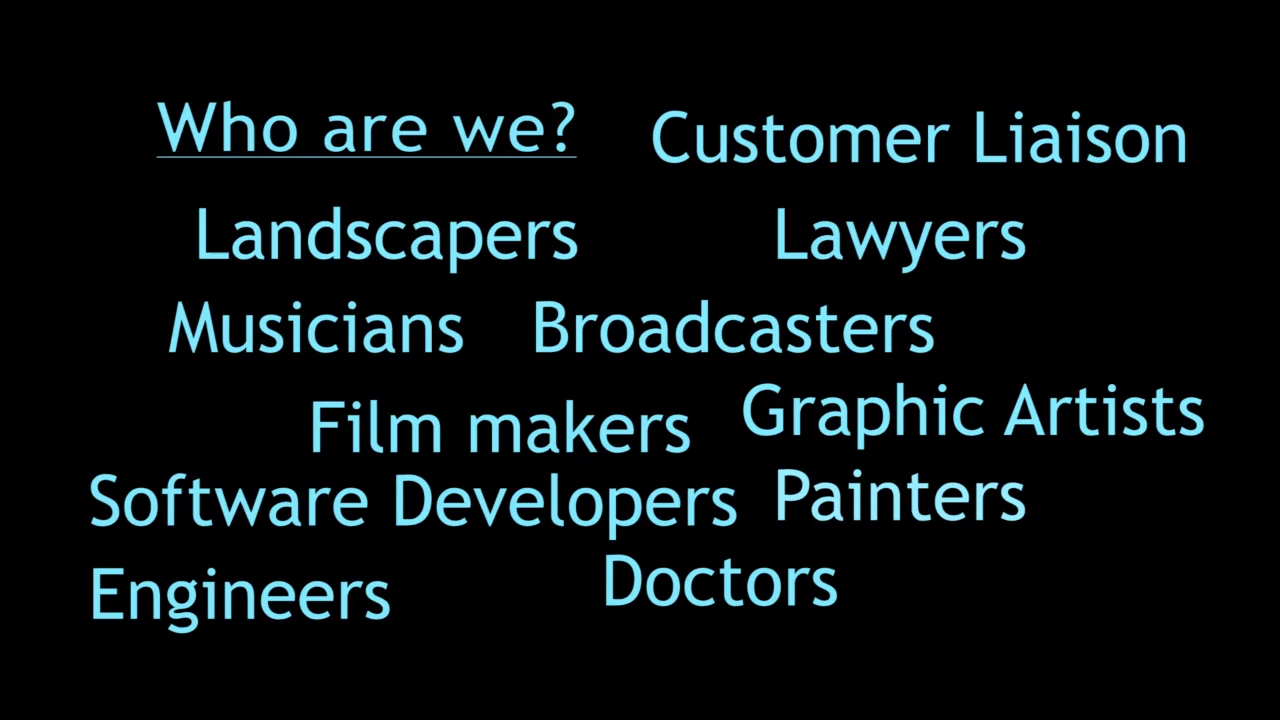 Who are we?
Customer Liaison
Landscapers
Lawyers
Musicians
Broadcasters
Film makers
Graphic Artists
Software Developers
Painters
Engineers
Doctors